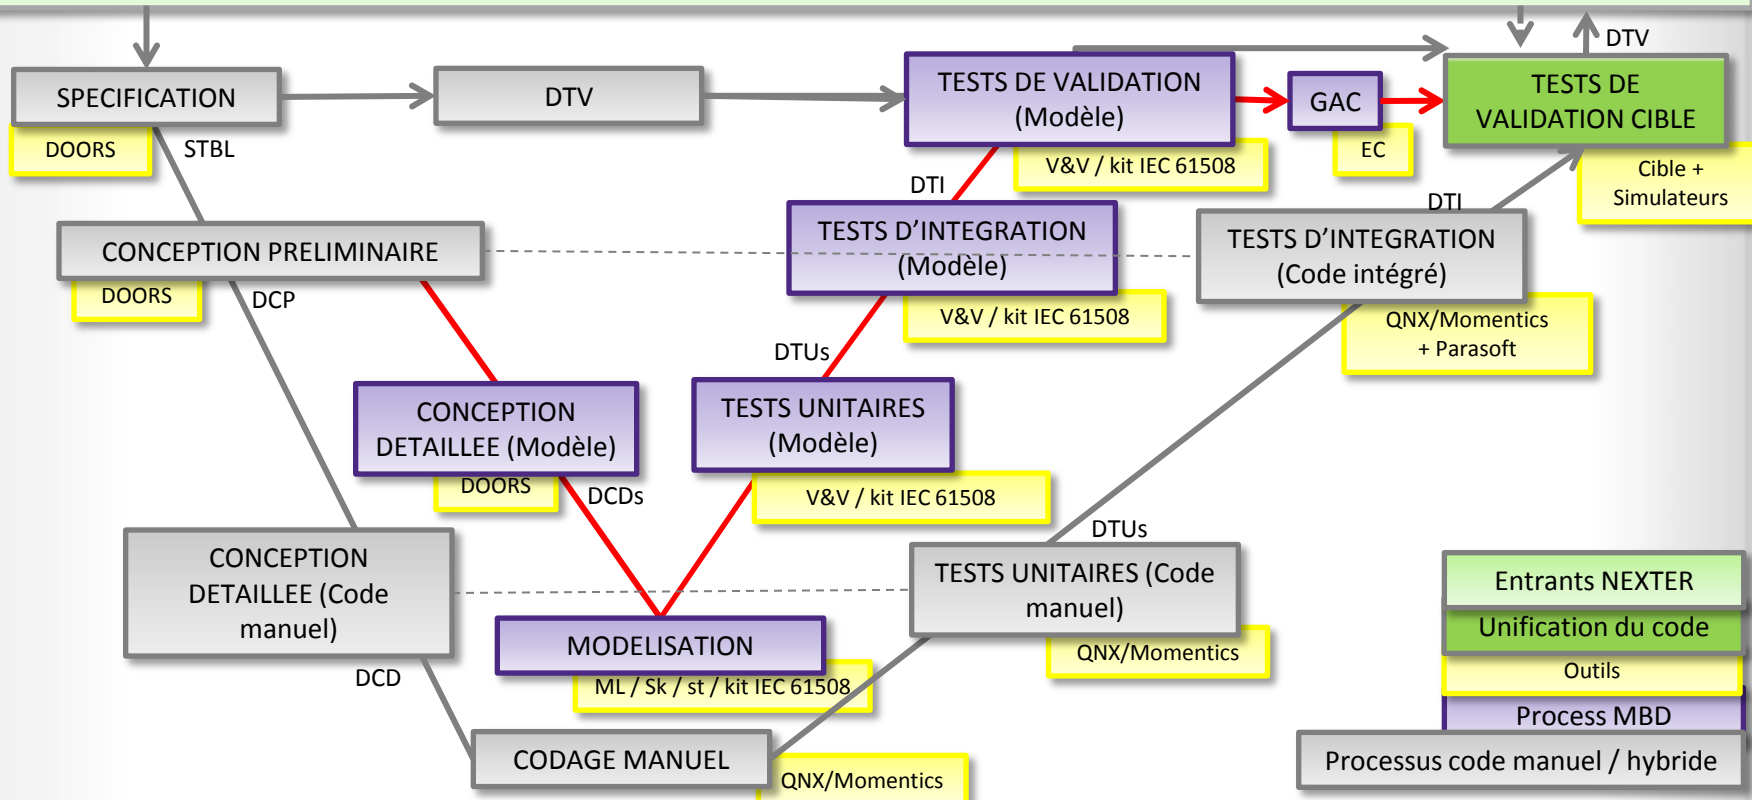 DTV
SPECIFICATION
DTV
TESTS DE VALIDATION
(Modèle)
GAC
TESTS DE
VALIDATION CIBLE
DOORS
STBL
V&V / kit IEC 61508
EC
Cible +
Simulateurs
DTI
DTI
CONCEPTION PRELIMINAIRE
TESTS D’INTEGRATION
(Modèle)
TESTS D’INTEGRATION
(Code intégré)
DOORS
DCP
V&V / kit IEC 61508
QNX/Momentics
+ Parasoft
DTUs
CONCEPTION
DETAILLEE (Modèle)
TESTS UNITAIRES
(Modèle)
DOORS
DCDs
V&V / kit IEC 61508
DTUs
CONCEPTION
DETAILLEE (Code
manuel)
TESTS UNITAIRES (Code
manuel)
MODELISATION
QNX/Momentics
DCD
ML / Sk / st / kit IEC 61508
CODAGE MANUEL
QNX/Momentics
Entrants NEXTER
Unification du code
Outils
Process MBD
Processus code manuel / hybride